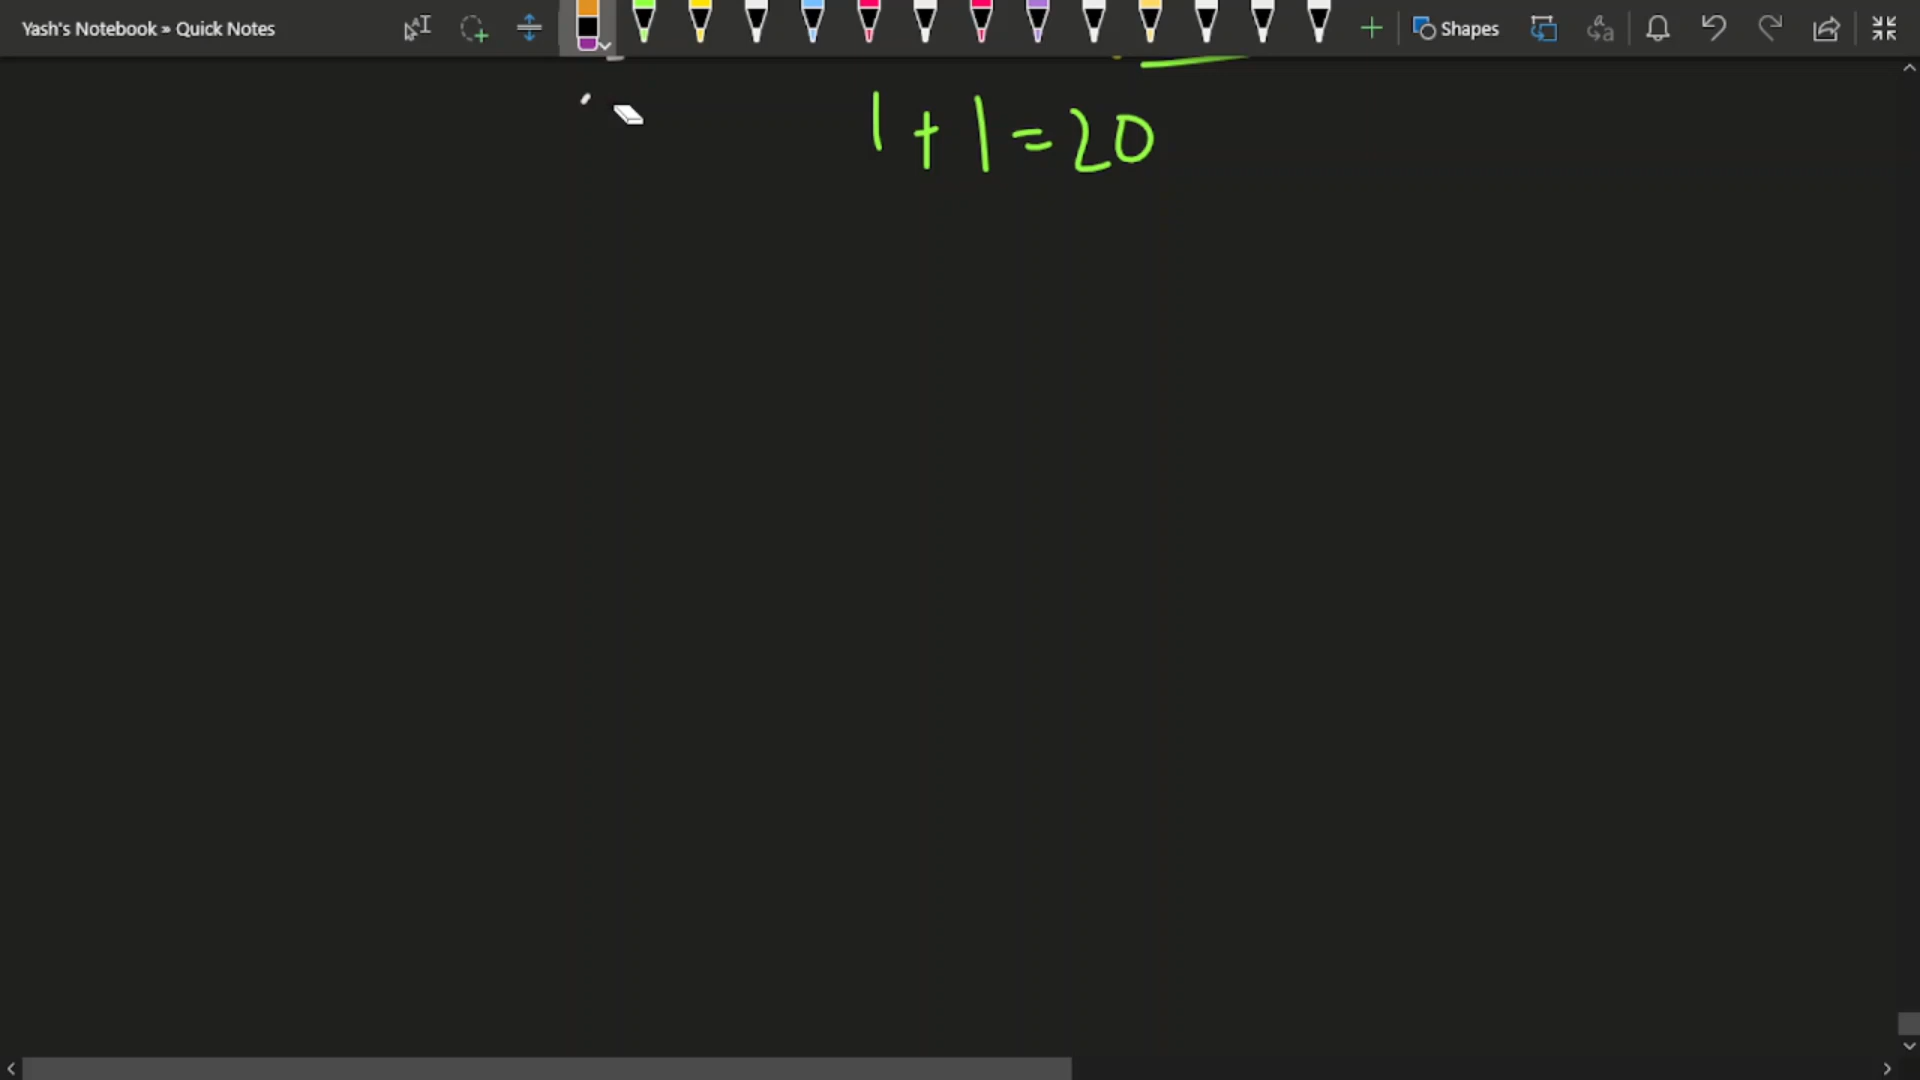 Yash's Notebook » Quick Notes
Shapes
1 + 1 = 20